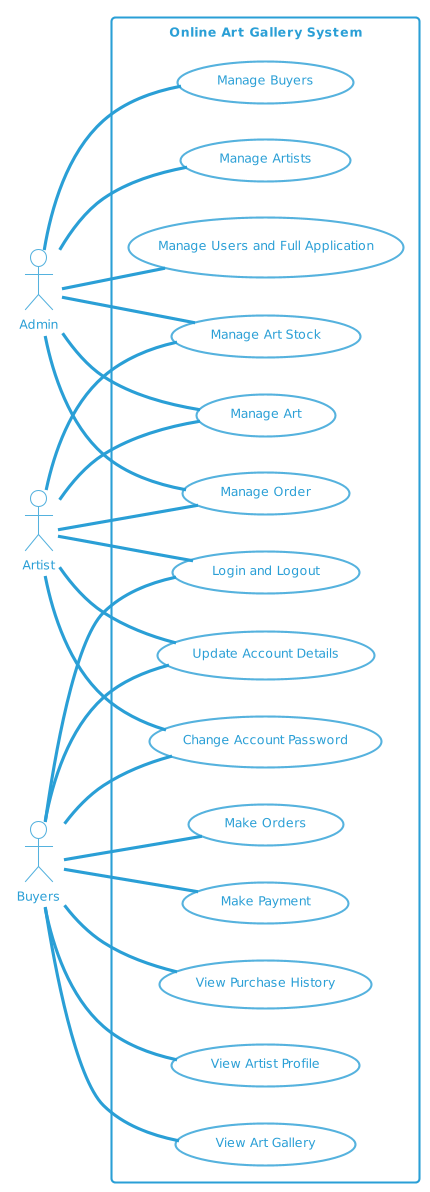 Online Art Gallery System
Manage Buyers
Manage Artists
Manage Users and Full Application
Admin
Manage Art Stock
Manage Art
Manage Order
Artist
Login and Logout
Update Account Details
Change Account Password
Make Orders
Buyers
Make Payment
View Purchase History
View Artist Profile
View Art Gallery